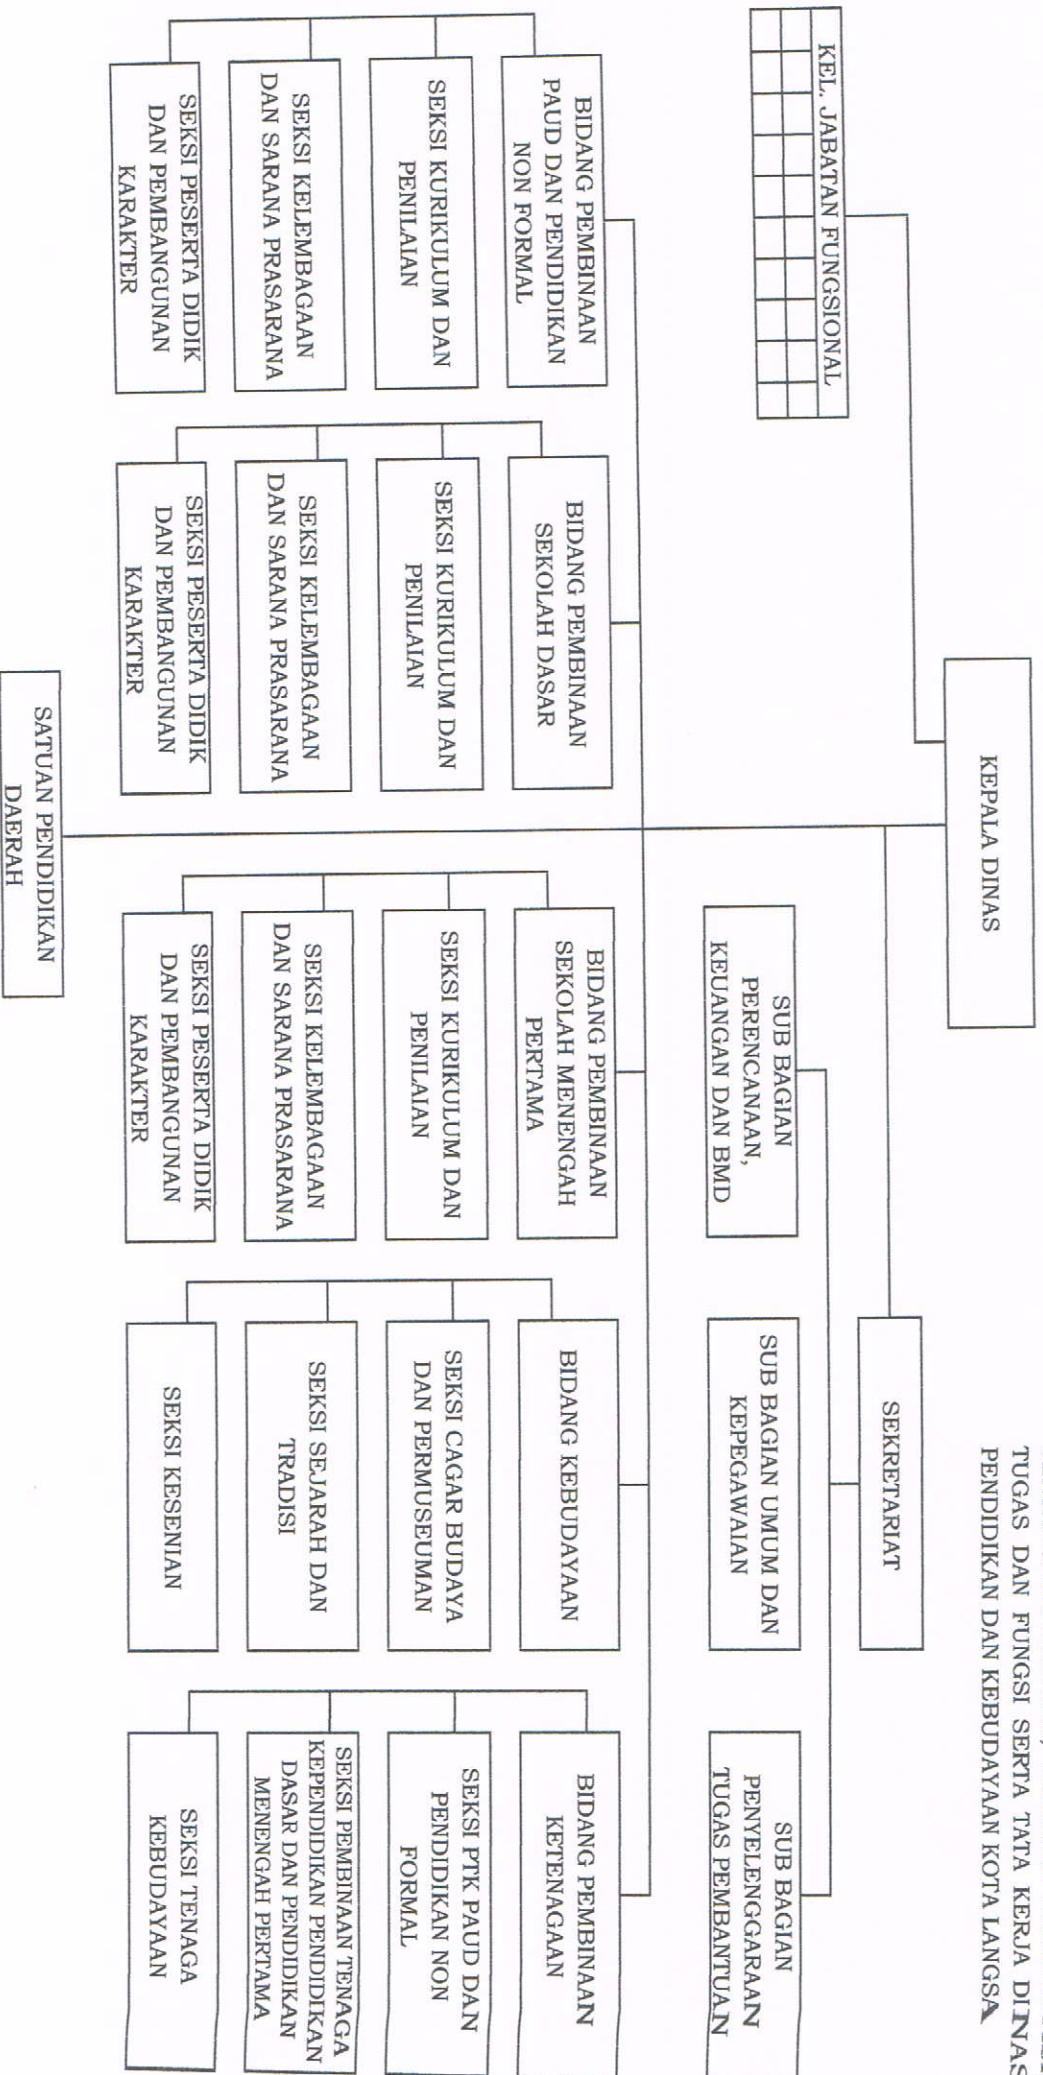 TUGAS DAN FUNGSI SERTA TATA KERJA DINAS
PENDIDIKAN DAN KEBUDAYAAN KOTA LANGSA
KEPALA DINAS
SEKRETARIAT
KEL. JABATAN FUNGSIONAL
SUB BAGIAN
PERENCANAAN,
KEUANGAN DAN BMD
SUB BAGIAN UMUM DAN
KEPEGAWAIAN
SUB BAGIAN
PENYELENGGARAAN
TUGAS PEMBANTUAN
BIDANG PEMBINAAN
PAUD DAN PENDIDIKAN
NON FORMAL
SEKSI KURIKULUM DAN
PENILAIAN
SEKSI KELEMBAGAAN
DAN SARANA PRASARANA
SEKSI PESERTA DIDIK
DAN PEMBANGUNAN
KARAKTER
BIDANG PEMBINAAN
SEKOLAH DASAR
SEKSI KURIKULUM DAN
PENILAIAN
SEKSI KELEMBAGAAN
DAN SARANA PRASARANA
SEKSI PESERTA DIDIK
DAN PEMBANGUNAN
KARAKTER
BIDANG PEMBINAAN
SEKOLAH MENENGAH
PERTAMA
SEKSI KURIKULUM DAN
PENILAIAN
SEKSI KELEMBAGAAN
DAN SARANA PRASARANA
SEKSI PESERTA DIDIK
DAN PEMBANGUNAN
KARAKTER
BIDANG KEBUDAYAAN
SEKSI CAGAR BUDAYA
DAN PERMUSEUMAN
SEKSI SEJARAH DAN
TRADISI
SEKSI KESENIAN
BIDANG PEMBINAAN
KETENAGAAN
SEKSI PTK PAUD DAN
PENDIDIKAN NON
FORMAL
SEKSI PEMBINAAN TENAGA
KEPENDIDIKAN PENDIDIKAN
DASAR DAN PENDIDIKAN
MENENGAH PERTAMA
SEKSI TENAGA
KEBUDAYAAN
SATUAN PENDIDIKAN
DAERAH